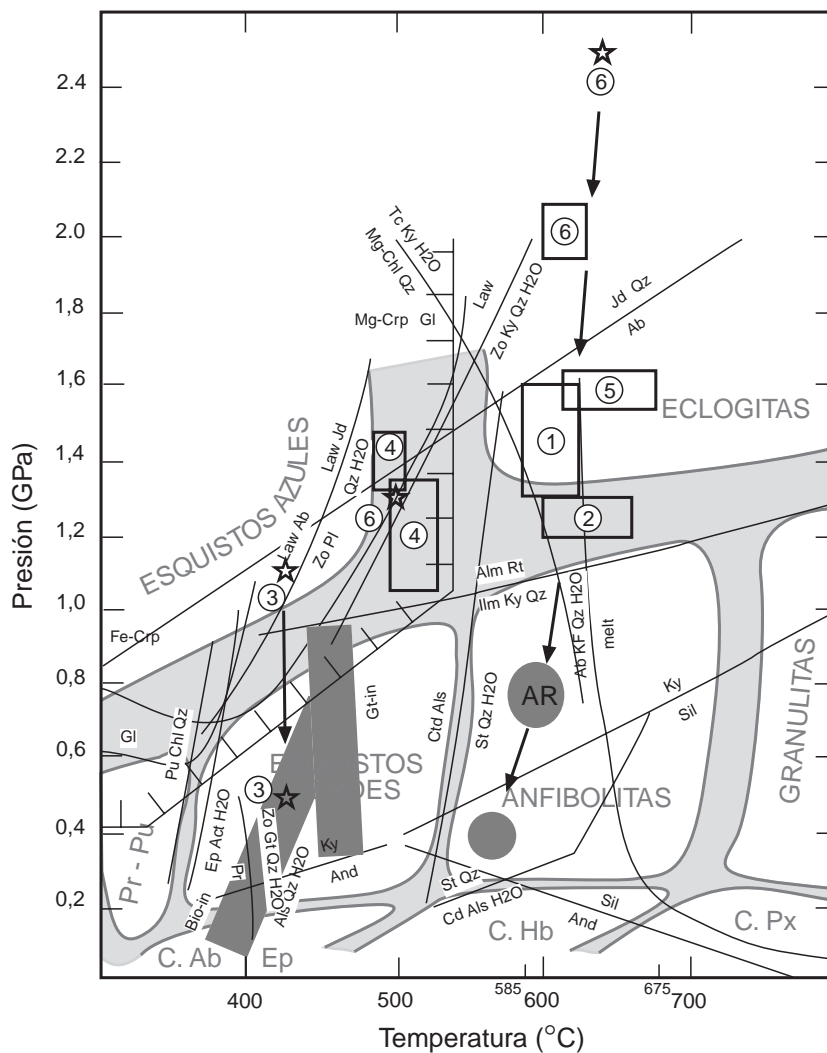 2.4
2.2
2.0
1.8
1.6
1.4
1.2
1,0
0.8
0.6
0.4
0,2
Presión (GPa)
400
500
585
600
675
700
Temperatura (°C)
6
6
5
1
2
4
6
4
3
3
AR
Tc Ky H2O
Mg-Chl Qz
Law
Zo Ky Qz H2O
Jd Qz
Ab
Mg-Crp Gl
ECLOGITAS
ESQUISTOS AZULES
Law Jd
Qz H2O
Law Ab
Zo Pl
Alm Rt
Ilm Ky Qz
Fe-Crp
Ab KF Qz H2O
melt
Ky
Sil
Gl
Pu Chl Qz
Gt-in
Ctd Als
St Qz H2O
GRANULITAS
ANFIBOLITAS
Ep Act H2O
Zo Gt Qz H2O
Als Qz H2O
Pr
Ky
And
Pr - Pu
Bio-in
St Qz
Cd Als H2O
Sil
And
C. Ab
Ep
C. Hb
C. Px